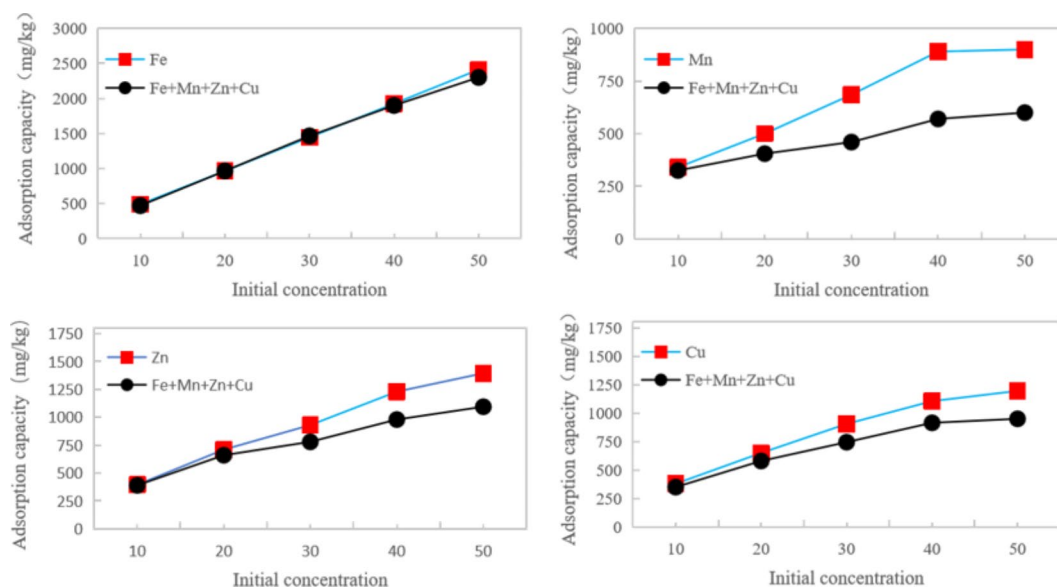 Adsorption capacity（mg/kg）
3000
2500
2000
1500
1000
500
0
Fe
Fe+Mn+Zn+Cu
10 20 30 40 50
Initial concentration
Adsorption capacity（mg/kg）
1000
750
500
250
0
Mn
Fe+Mn+Zn+Cu
10 20 30 40 50
Initial concentration
Adsorption capacity (mg/kg)
1750
1500
1250
1000
750
500
250
0
Zn
Fe+Mn+Zn+Cu
10 20 30 40 50
Initial concentration
Adsorption capacity（mg/kg）
1750
1500
1250
1000
750
500
250
0
Cu
Fe+Mn+Zn+Cu
10 20 30 40 50
Initial concentration